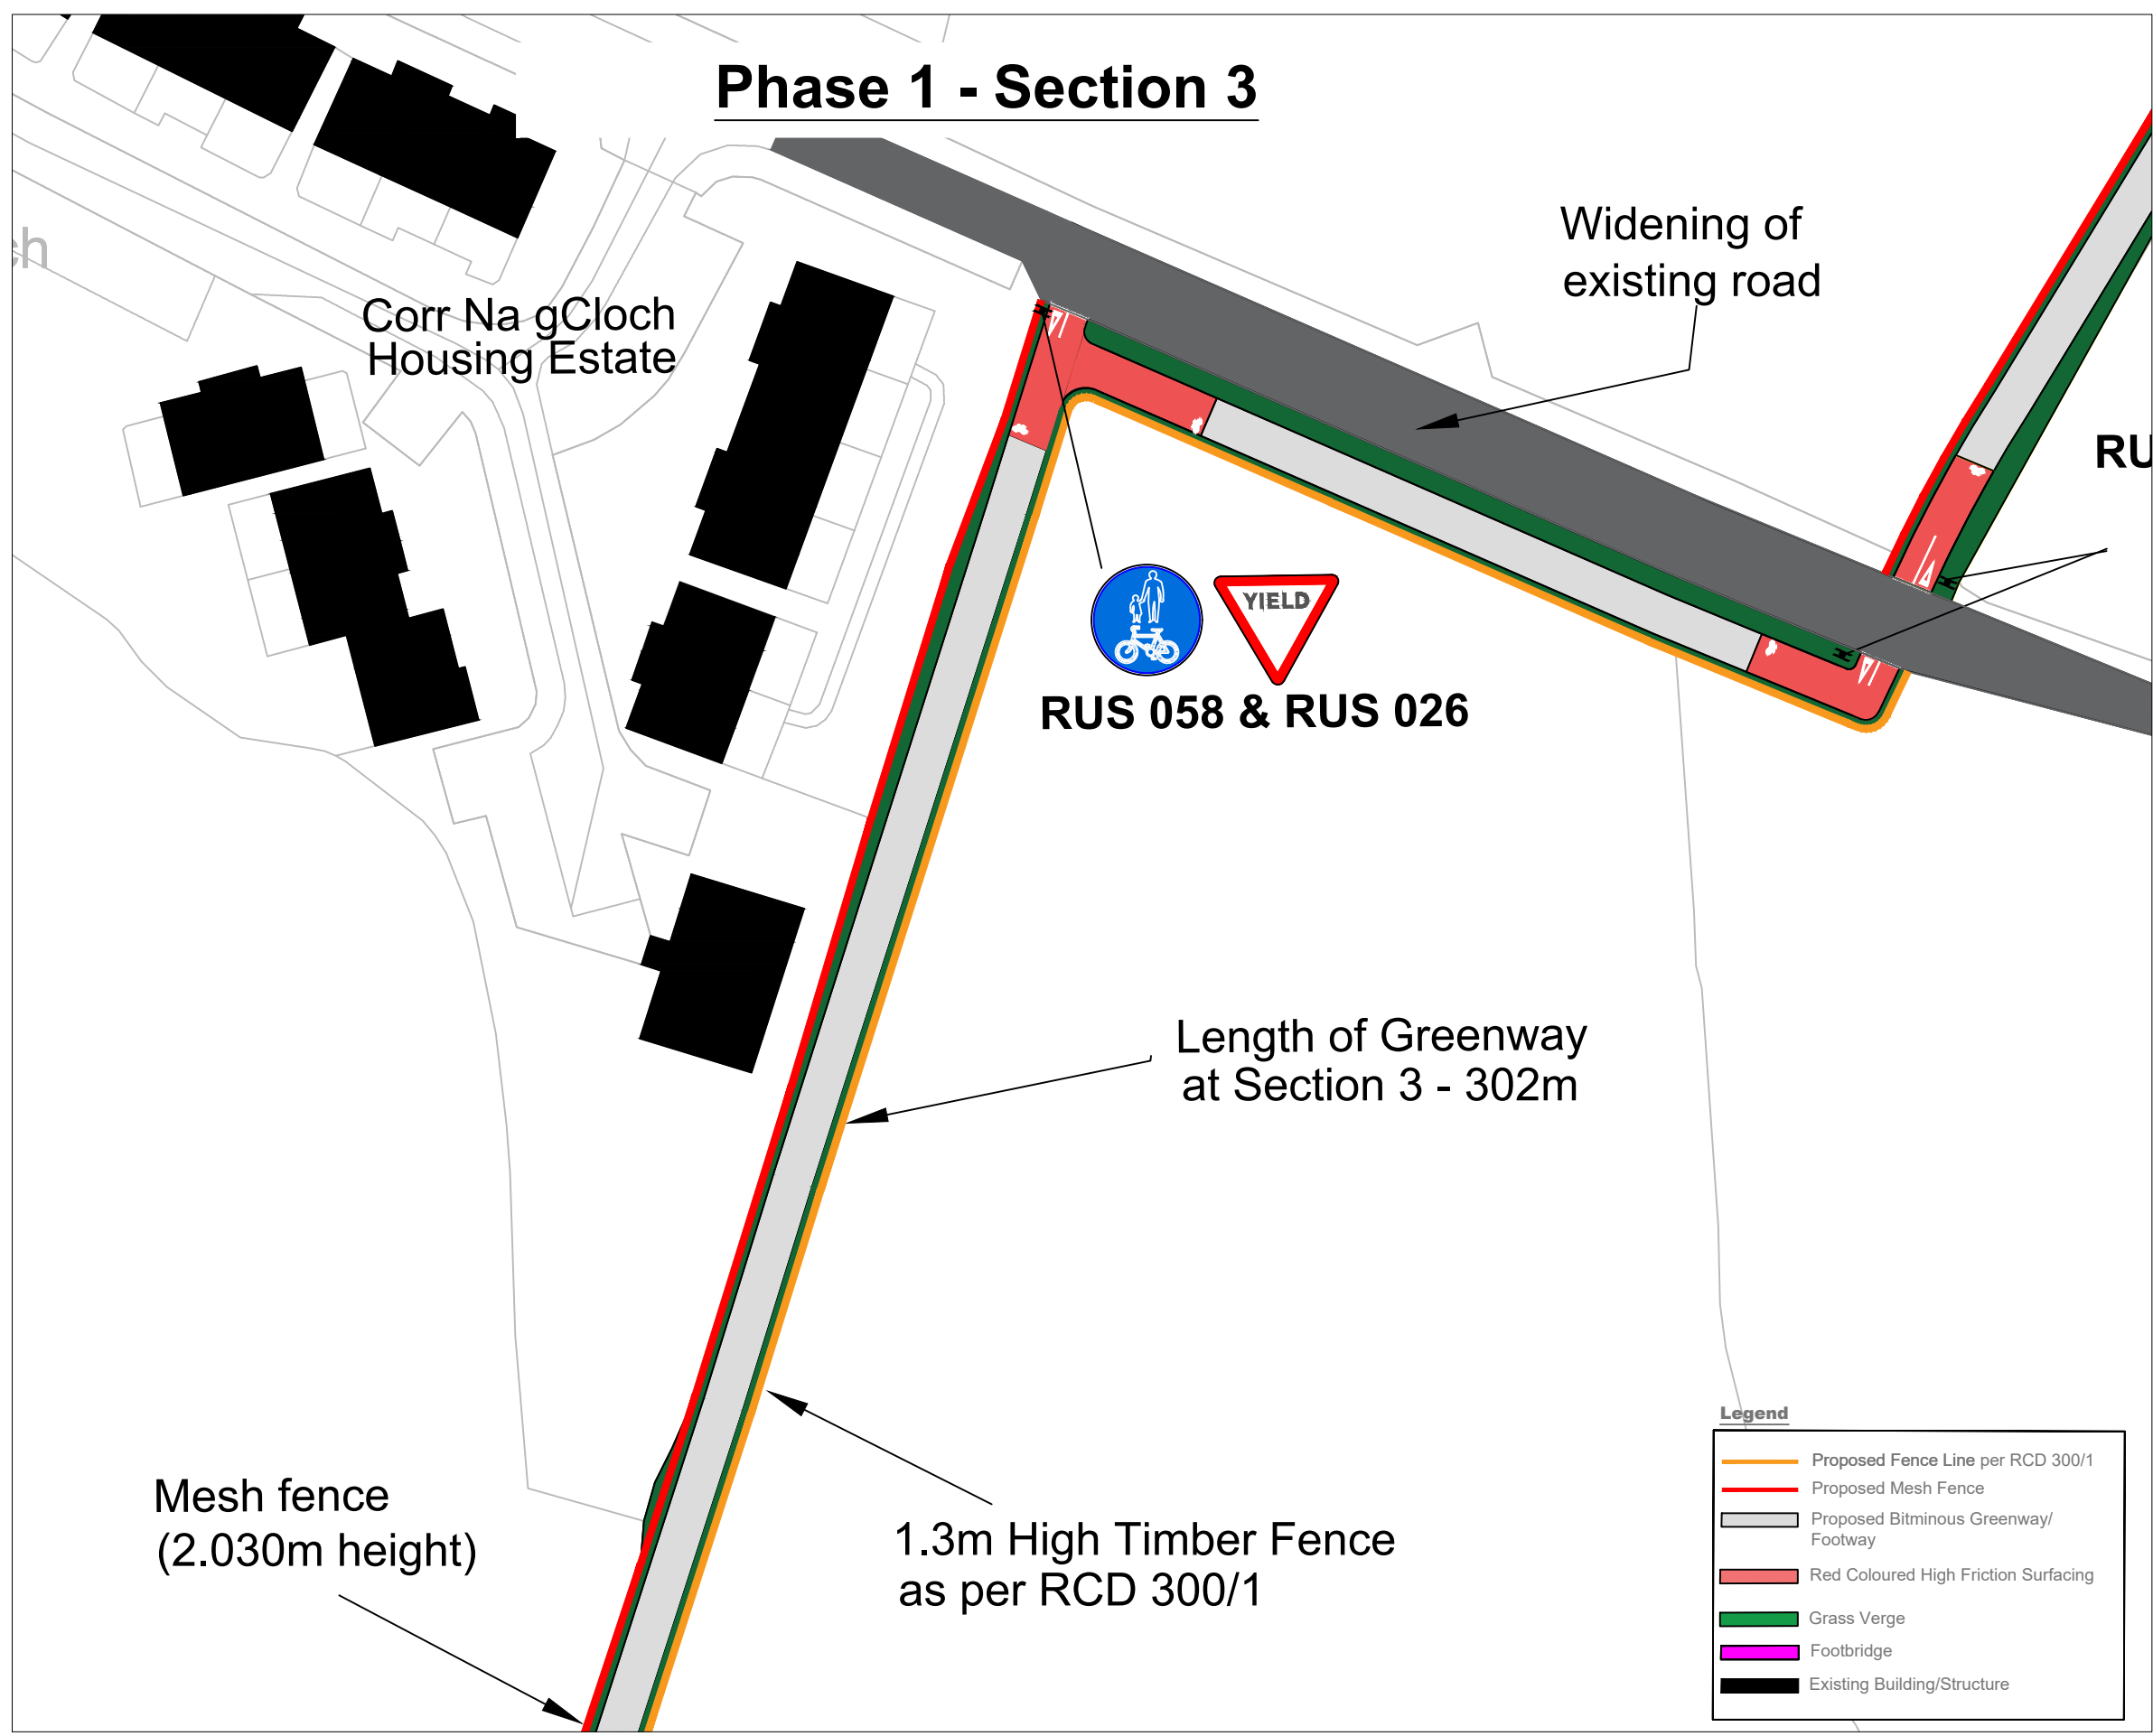 Phase 1 - Section 3
Widening of
existing road
ch
Corr Na gCloch
Housing Estate
RU
YIELD
RUS 058 & RUS 026
Length of Greenway
at Section 3 - 302m
Mesh fence
(2.030m height)
1.3m High Timber Fence
as per RCD 300/1
Legend
Proposed Fence Line per RCD 300/1
Proposed Mesh Fence
Proposed Bitminous Greenway/
Footway
Red Coloured High Friction Surfacing
Grass Verge
Footbridge
Existing Building/Structure